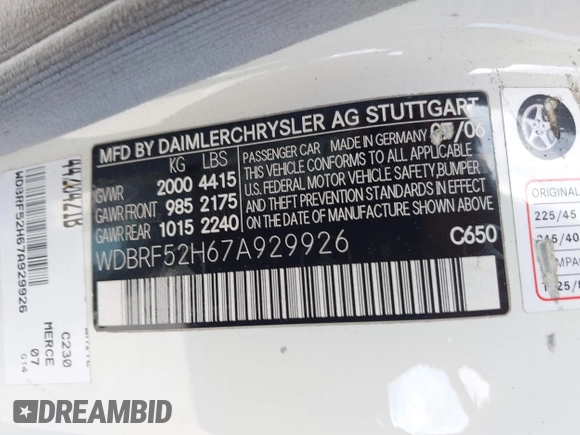 MFD BY DAIMLERCHRYSLER AG STUTTGART
KG LBS
GVWR 2000 4415
GAWR FRONT 985 2175
GAWR REAR 1015 2240
PASSENGER CAR MADE IN GERMANY /06
THIS VEHICLE CONFORMS TO ALL APPLICABLE
U.S. FEDERAL MOTOR VEHICLE SAFETY, BUMPER
AND THEFT PREVENTION STANDARDS IN EFFECT
ON THE DATE OF MANUFACTURE SHOWN ABOVE
WDBRF52H67A929926
C650
WDBRF52H67A929926
C230
MERCE
07
G14
ORIGINAL
225/45
DREAMBID